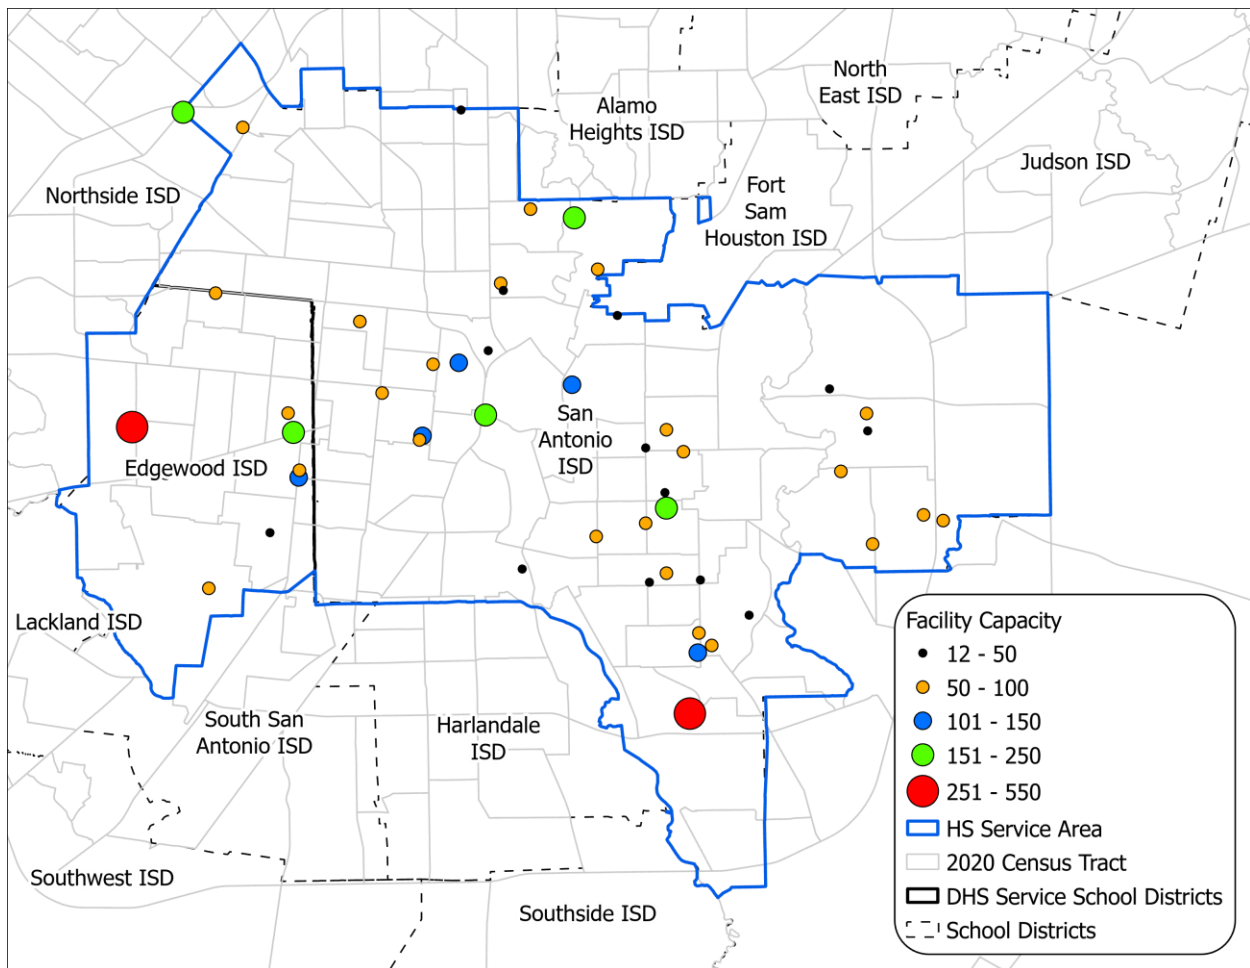 North
East ISD
Alamo
Heights ISD
Judson ISD
Northside ISD
Fort
Sam
Houston ISD
San
Antonio
ISD
Edgewood ISD
Lackland ISD
South San
Antonio ISD
Harlandale
ISD
Southwest ISD
Southside ISD
Facility Capacity
12 - 50
50 - 100
101 - 150
151 - 250
251 - 550
HS Service Area
2020 Census Tract
DHS Service School Districts
School Districts